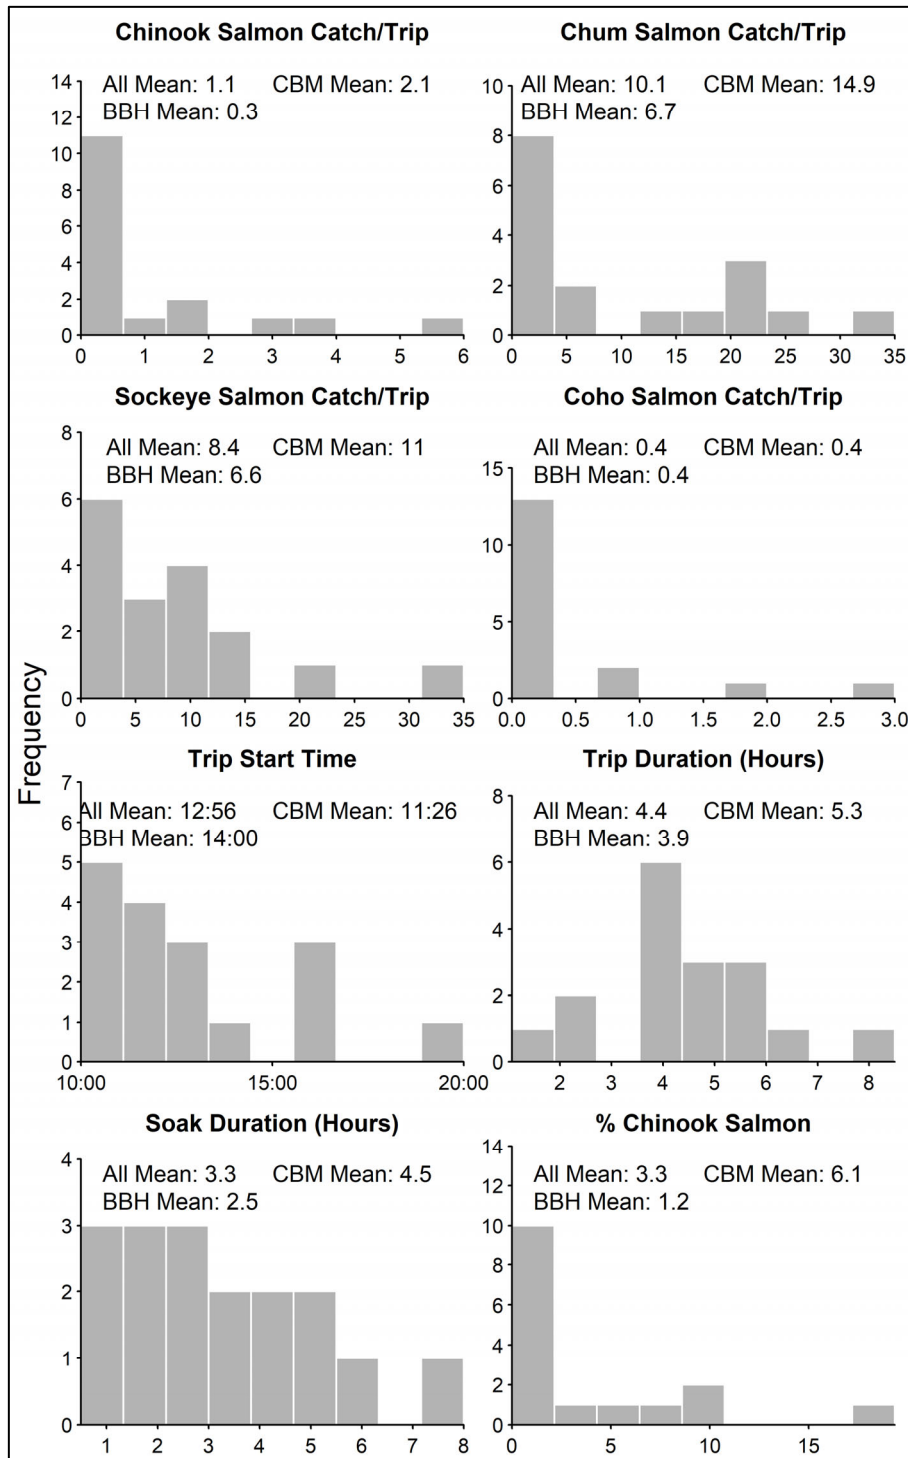 Chinook Salmon Catch/Trip
All Mean: 1.1 CBM Mean: 2.1
BBH Mean: 0.3
14
12
10
8
6
4
2
0
0 1 2 3 4 5 6
Chum Salmon Catch/Trip
All Mean: 10.1 CBM Mean: 14.9
BBH Mean: 6.7
10
8
6
4
2
0
0 5 10 15 20 25 30 35
Sockeye Salmon Catch/Trip
All Mean: 8.4 CBM Mean: 11
BBH Mean: 6.6
8
6
4
2
0
0 5 10 15 20 25 30 35
Coho Salmon Catch/Trip
All Mean: 0.4 CBM Mean: 0.4
BBH Mean: 0.4
15
10
5
0
0.0 0.5 1.0 1.5 2.0 2.5 3.0
Frequency
Trip Start Time
All Mean: 12:56 CBM Mean: 11:26
BBH Mean: 14:00
7
6
5
4
3
2
1
0
10:00 15:00 20:00
Trip Duration (Hours)
All Mean: 4.4 CBM Mean: 5.3
BBH Mean: 3.9
8
6
4
2
0
2 3 4 5 6 7 8
Soak Duration (Hours)
All Mean: 3.3 CBM Mean: 4.5
BBH Mean: 2.5
4
3
2
1
0
1 2 3 4 5 6 7 8
% Chinook Salmon
All Mean: 3.3 CBM Mean: 6.1
BBH Mean: 1.2
14
12
10
8
6
4
2
0
0 5 10 15